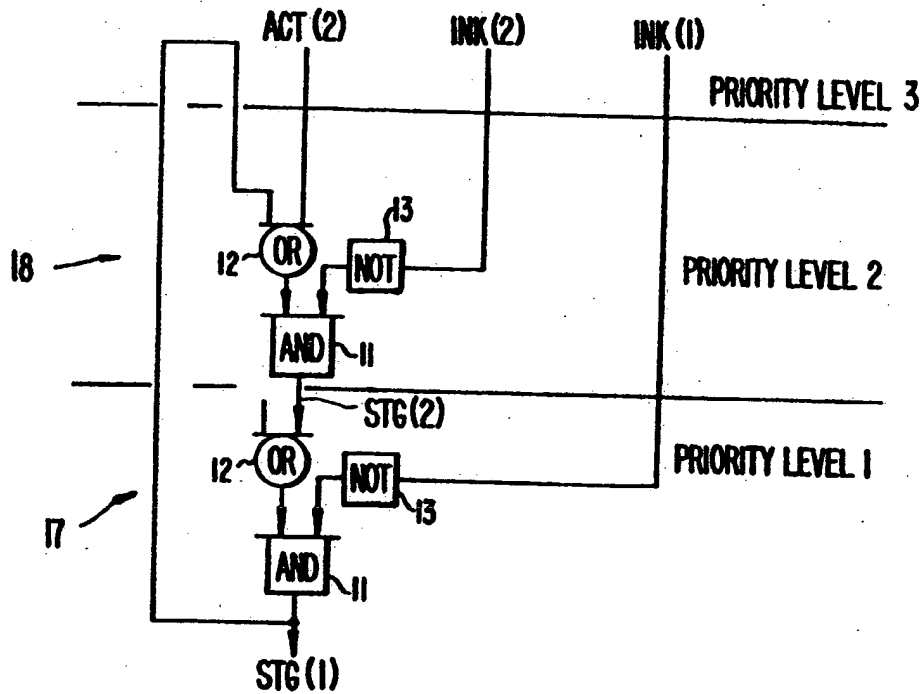 ACT(2) INK(2) INK(1)
PRIORITY LEVEL 3
13
12 OR NOT
18
PRIORITY LEVEL 2
AND 11
STG(2)
12 OR NOT
PRIORITY LEVEL 1
13
17
AND 11
STG(1)